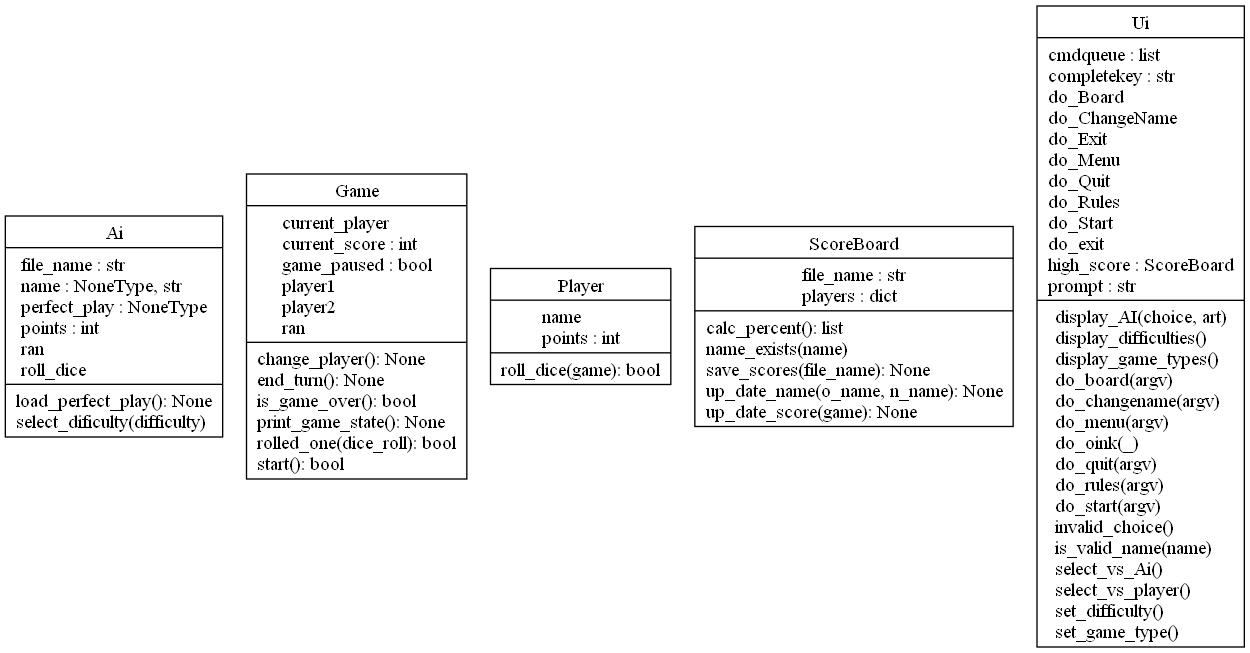 Ai
file_name : str
name : NoneType, str
perfect_play : NoneType
points : int
ran
roll_dice
load_perfect_play(): None
select_dificulty(difficulty)
Game
current_player
current_score : int
game_paused : bool
player1
player2
ran
change_player(): None
end_turn(): None
is_game_over(): bool
print_game_state(): None
rolled_one(dice_roll): bool
start(): bool
Player
name
points : int
roll_dice(game): bool
ScoreBoard
file_name : str
players : dict
calc_percent(): list
name_exists(name)
save_scores(file_name): None
up_date_name(o_name, n_name): None
up_date_score(game): None
Ui
cmdqueue : list
completekey : str
do_Board
do_ChangeName
do_Exit
do_Menu
do_Quit
do_Rules
do_Start
do_exit
high_score : ScoreBoard
prompt : str
display_AI(choice, art)
display_difficulties()
display_game_types()
do_board(argv)
do_changename(argv)
do_menu(argv)
do_oink(_)
do_quit(argv)
do_rules(argv)
do_start(argv)
invalid_choice()
is_valid_name(name)
select_vs_Ai()
select_vs_player()
set_difficulty()
set_game_type()